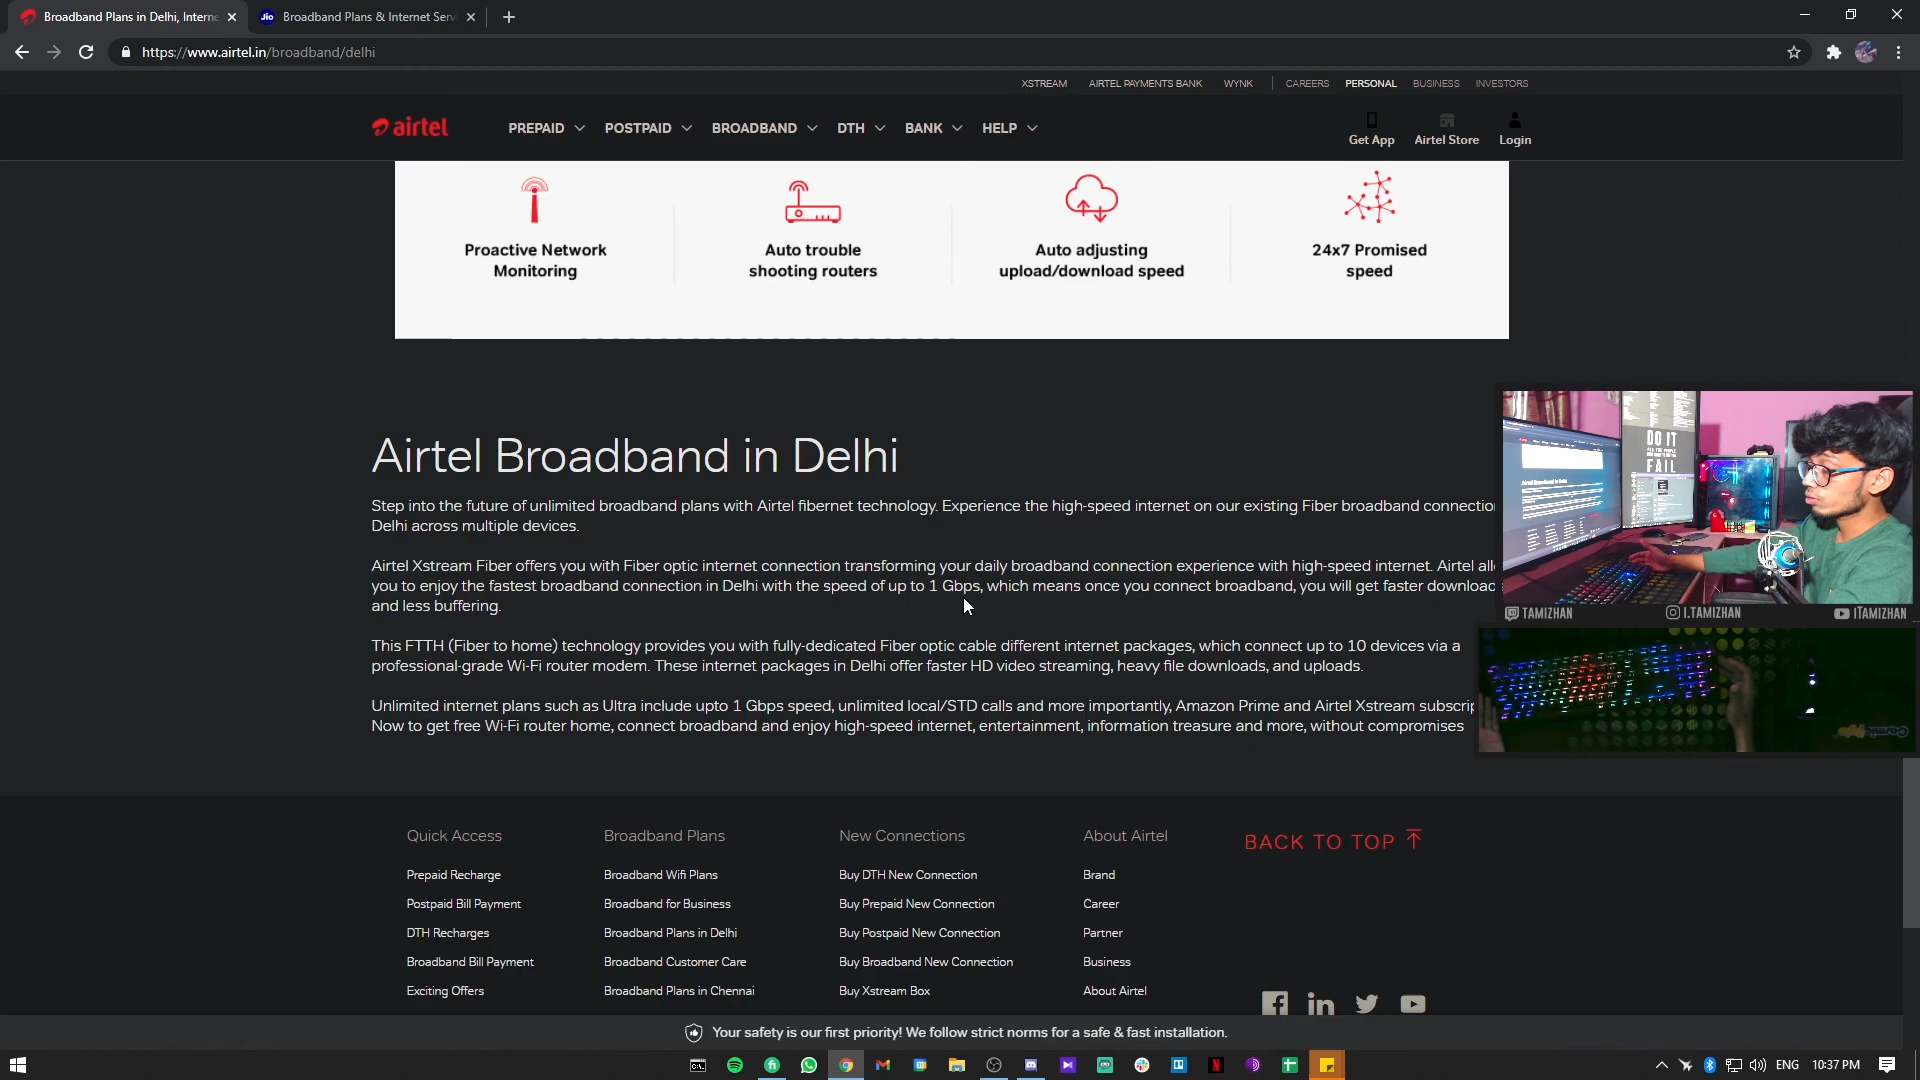 Broadband Plans in Delhi, Interne
Jio
Broadband Plans & Internet Serv
https://www.airtel.in/broadband/delhi
XSTREAM
AIRTEL PAYMENTS BANK
WYNK
CAREERS
PERSONAL
BUSINESS
INVESTORS
airtel
PREPAID
POSTPAID
BROADBAND
DTH
BANK
HELP
Get App
Airtel Store
Login
Proactive Network
Monitoring
Auto trouble
shooting routers
Auto adjusting
upload/download speed
24x7 Promised
speed
Airtel Broadband in Delhi
Step into the future of unlimited broadband plans with Airtel fibernet technology. Experience the high-speed internet on our existing Fiber broadband connectio
Delhi across multiple devices.
Airtel Xstream Fiber offers you with Fiber optic internet connection transforming your daily broadband connection experience with high-speed internet. Airtel all
you to enjoy the fastest broadband connection in Delhi with the speed of up to 1 Gbps, which means once you connect broadband, you will get faster download
and less buffering.
This FTTH (Fiber to home) technology provides you with fully-dedicated Fiber optic cable different internet packages, which connect up to 10 devices via a
professional-grade Wi-Fi router modem. These internet packages in Delhi offer faster HD video streaming, heavy file downloads, and uploads.
Unlimited internet plans such as Ultra include upto 1 Gbps speed, unlimited local/STD calls and more importantly, Amazon Prime and Airtel Xstream subscrip
Now to get free Wi-Fi router home, connect broadband and enjoy high-speed internet, entertainment, information treasure and more, without compromises
DO IT
FAIL
TAMIZHAN
I.TAMIZHAN
ITAMIZHAN
Quick Access
Prepaid Recharge
Postpaid Bill Payment
DTH Recharges
Broadband Bill Payment
Exciting Offers
Broadband Plans
Broadband Wifi Plans
Broadband for Business
Broadband Plans in Delhi
Broadband Customer Care
Broadband Plans in Chennai
New Connections
Buy DTH New Connection
Buy Prepaid New Connection
Buy Postpaid New Connection
Buy Broadband New Connection
Buy Xstream Box
About Airtel
Brand
Career
Partner
Business
About Airtel
BACK TO TOP
Your safety is our first priority! We follow strict norms for a safe & fast installation.
ENG
10:37 PM